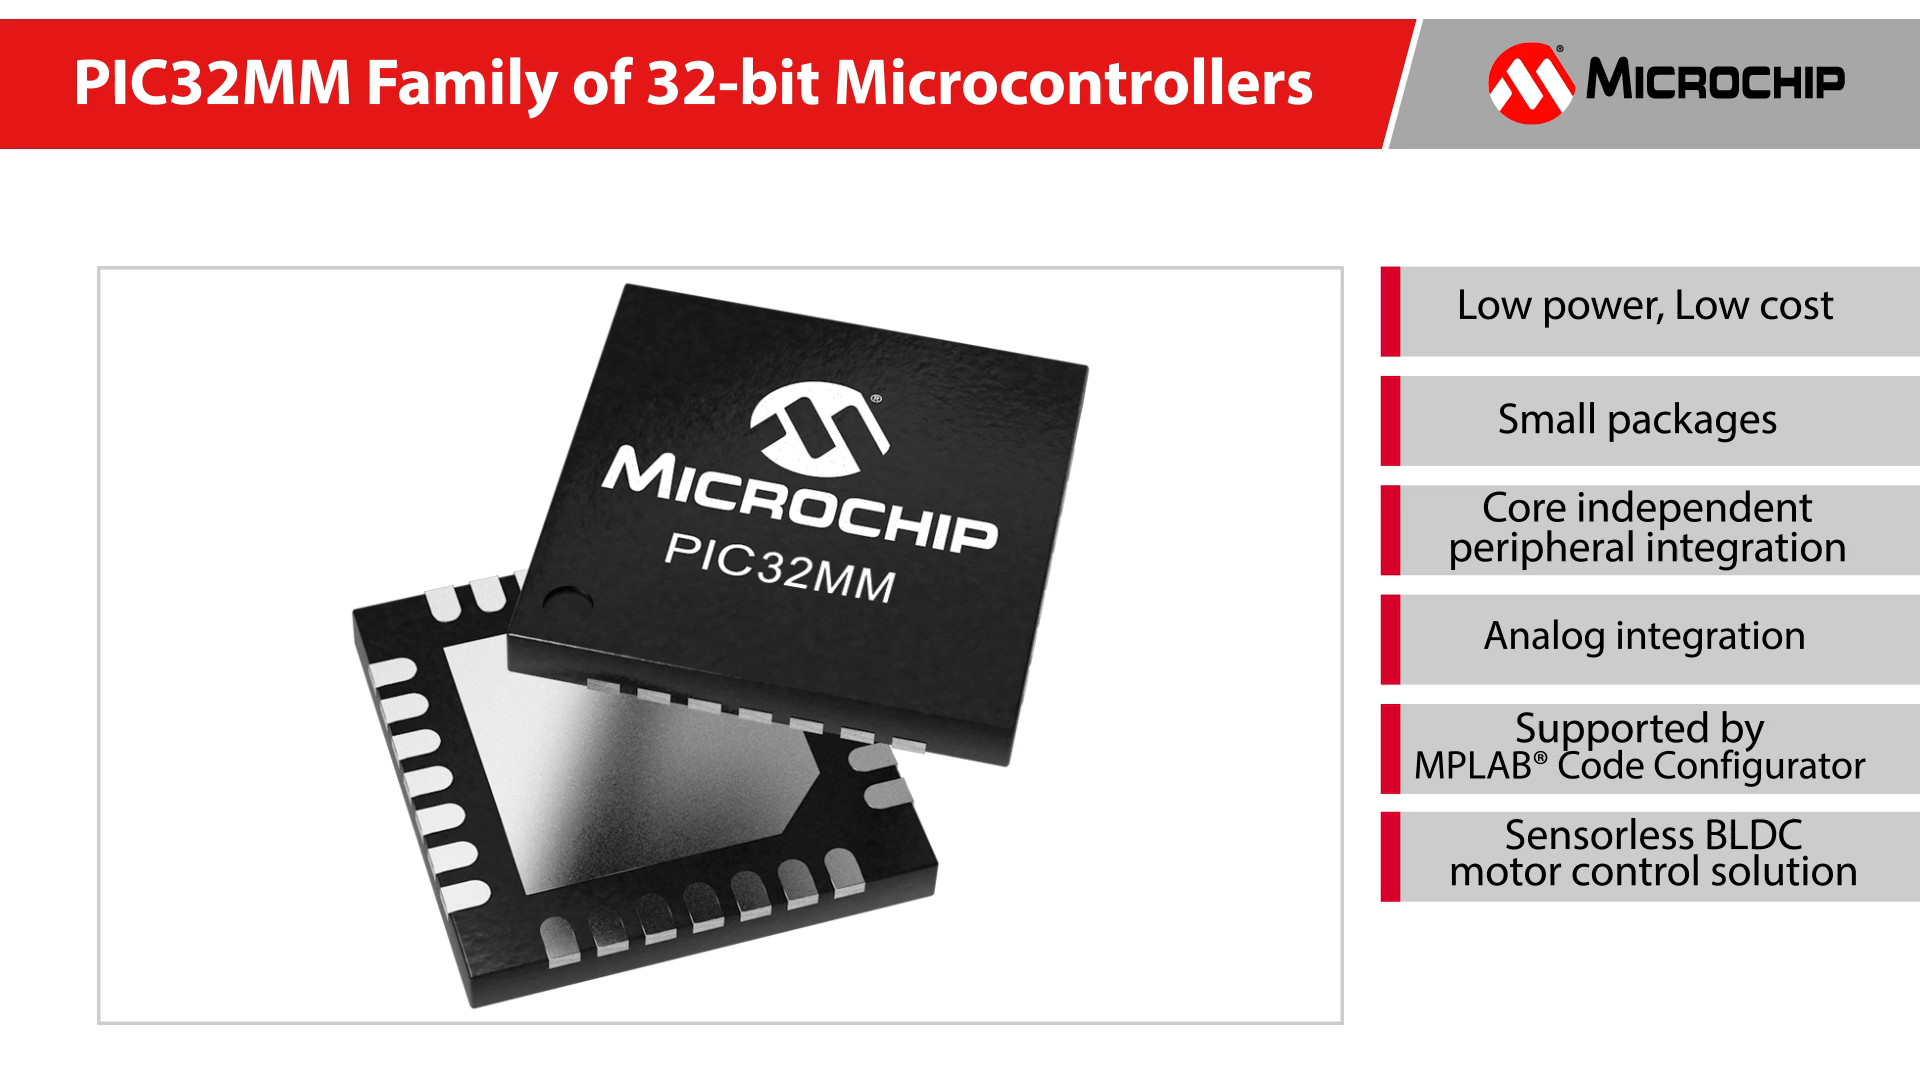 PIC32MM Family of 32-bit Microcontrollers
MICROCHIP®
®
MICROCHIP
PIC32MM
Low power, Low cost
Small packages
Core independent
peripheral integration
Analog integration
Supported by
MPLAB® Code Configurator
Sensorless BLDC
motor control solution